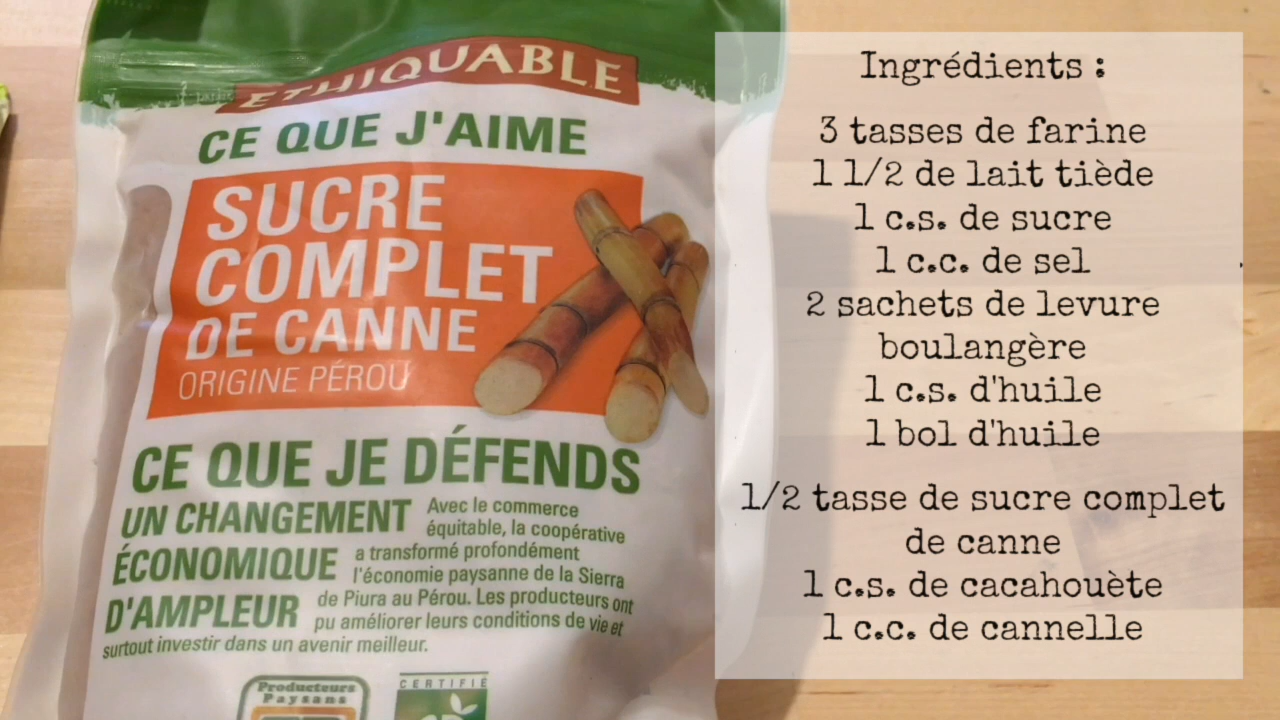 ETHIQUABLE
CE QUE J'AIME
SUCRE
COMPLET
DE CANNE
ORIGINE PÉROU
CE QUE JE DÉFENDS
UN CHANGEMENT
ÉCONOMIQUE
D'AMPLEUR
Avec le commerce
équitable, la coopérative
a transformé profondément
l'économie paysanne de la Sierra
de Piura au Pérou. Les producteurs ont
pu améliorer leurs conditions de vie et
surtout investir dans un avenir meilleur.
Producteurs
Paysans
CERTIFIÉ
Ingrédients :
3 tasses de farine
1 1/2 de lait tiède
1 c.s. de sucre
1 c.c. de sel
2 sachets de levure
boulangère
1 c.s. d'huile
1 bol d'huile
1/2 tasse de sucre complet
de canne
1 c.s. de cacahouète
1 c.c. de cannelle